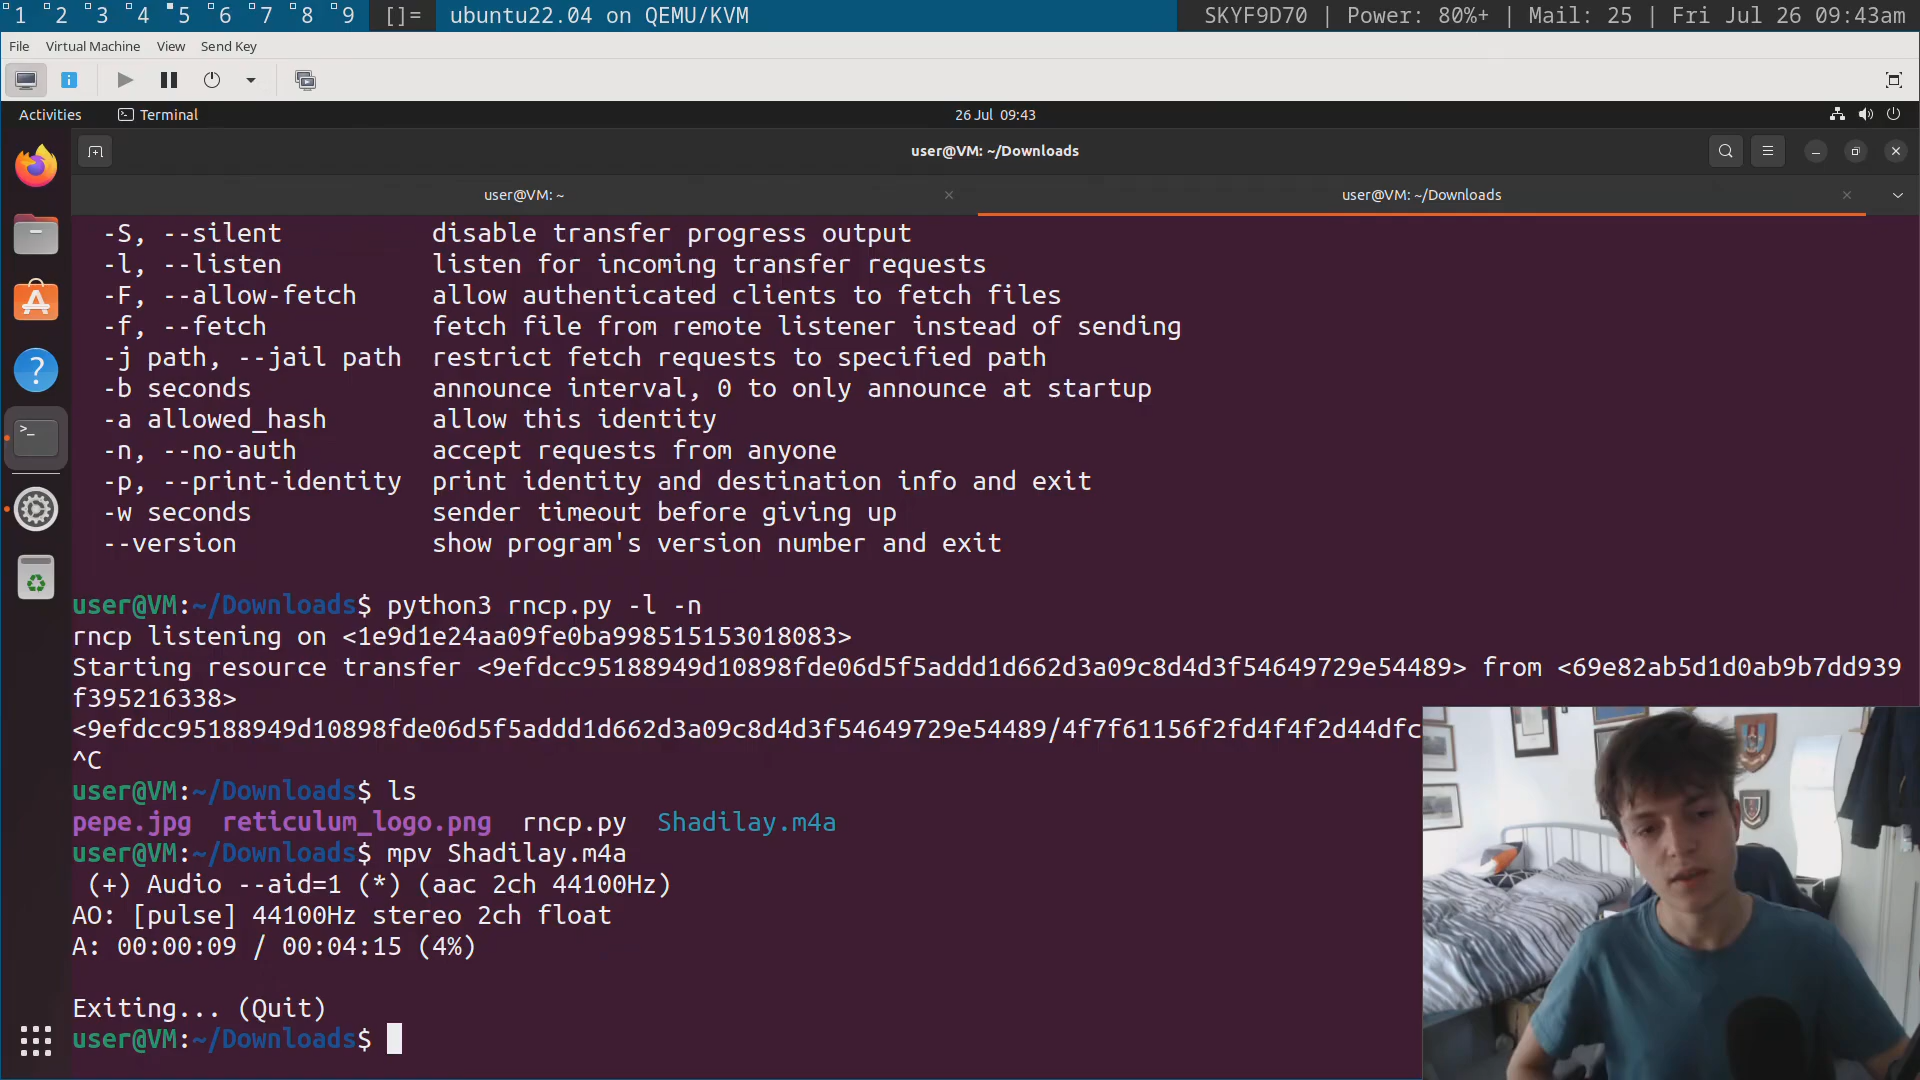 1 2 3 4 5 6 7 8 9 []= ubuntu22.04 on QEMU/KVM SKYF9D70 | Power: 80%+ | Mail: 25 | Fri Jul 26 09:43am
File Virtual Machine View Send Key
Activities Terminal 26 Jul 09:43
user@VM: ~/Downloads
user@VM: ~ user@VM: ~/Downloads
-S, --silent disable transfer progress output
-l, --listen listen for incoming transfer requests
-F, --allow-fetch allow authenticated clients to fetch files
-f, --fetch fetch file from remote listener instead of sending
-j path, --jail path restrict fetch requests to specified path
-b seconds announce interval, 0 to only announce at startup
-a allowed_hash allow this identity
-n, --no-auth accept requests from anyone
-p, --print-identity print identity and destination info and exit
-w seconds sender timeout before giving up
--version show program's version number and exit
user@VM:~/Downloads$ python3 rncp.py -l -n
rncp listening on <1e9d1e24aa09fe0ba998515153018083>
Starting resource transfer <9efdcc95188949d10898fde06d5f5addd1d662d3a09c8d4d3f54649729e54489> from <69e82ab5d1d0ab9b7dd939
f395216338>
<9efdcc95188949d10898fde06d5f5addd1d662d3a09c8d4d3f54649729e54489/4f7f61156f2fd4f4f2d44dfc
^C
user@VM:~/Downloads$ ls
pepe.jpg reticulum_logo.png rncp.py Shadilay.m4a
user@VM:~/Downloads$ mpv Shadilay.m4a
(+) Audio --aid=1 (*) (aac 2ch 44100Hz)
AO: [pulse] 44100Hz stereo 2ch float
A: 00:00:09 / 00:04:15 (4%)
Exiting... (Quit)
user@VM:~/Downloads$